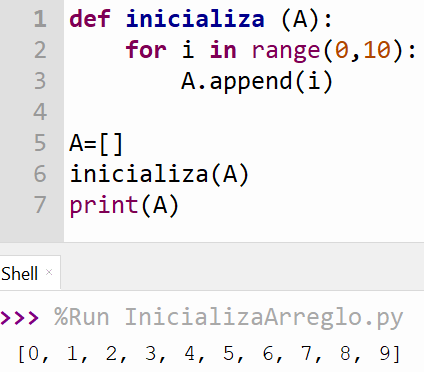 1 def inicializa (A):
2     for i in range(0,10):
3         A.append(i)
4
5 A=[]
6 inicializa(A)
7 print(A)
Shell ×
>>> %Run InicializaArreglo.py
[0, 1, 2, 3, 4, 5, 6, 7, 8, 9]